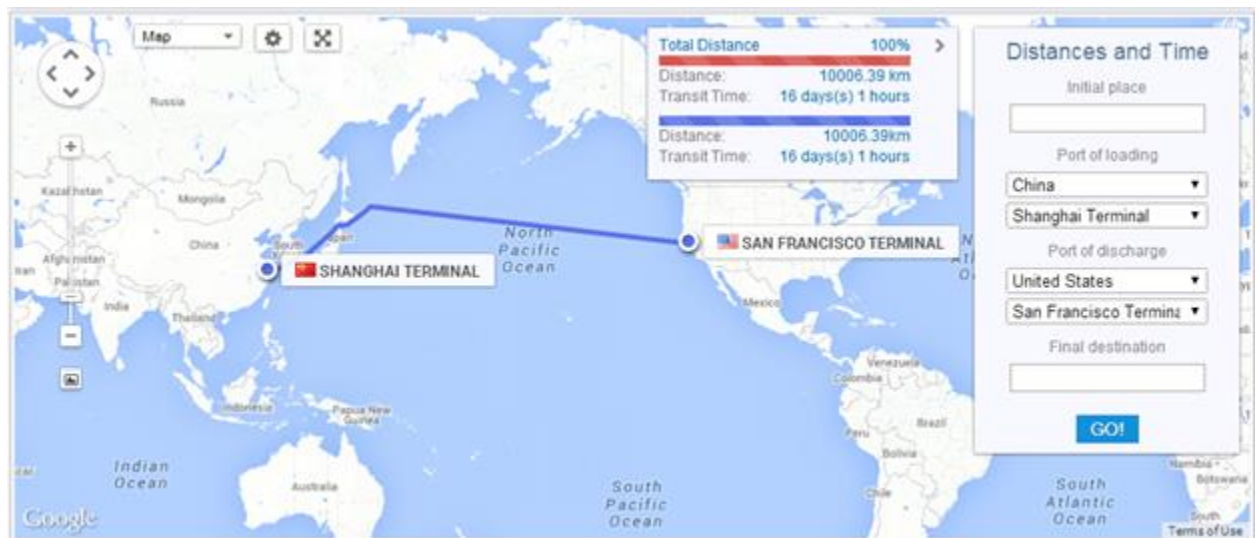 Map
Total Distance 100%
Distance: 10006.39 km
Transit Time: 16 days(s) 1 hours
Distance: 10006.39km
Transit Time: 16 days(s) 1 hours
Distances and Time
Initial place
Port of loading
China
Shanghai Terminal
Port of discharge
United States
San Francisco Termina
Final destination
GO!
Russia
Kazakhstan
Mongolia
China
South
Japan
Afghanistan
Pakistan
India
Thailand
Indonesia
Papua New
Guinea
Australia
Indian
Ocean
North
Pacific
Ocean
SHANGHAI TERMINAL
SAN FRANCISCO TERMINAL
Mexico
Venezuela
Colombia
Peru
Brazil
Bolivia
Chile
South
Pacific
Ocean
South
Atlantic
Ocean
Namibia
Botswana
South
Google
Terms of Use